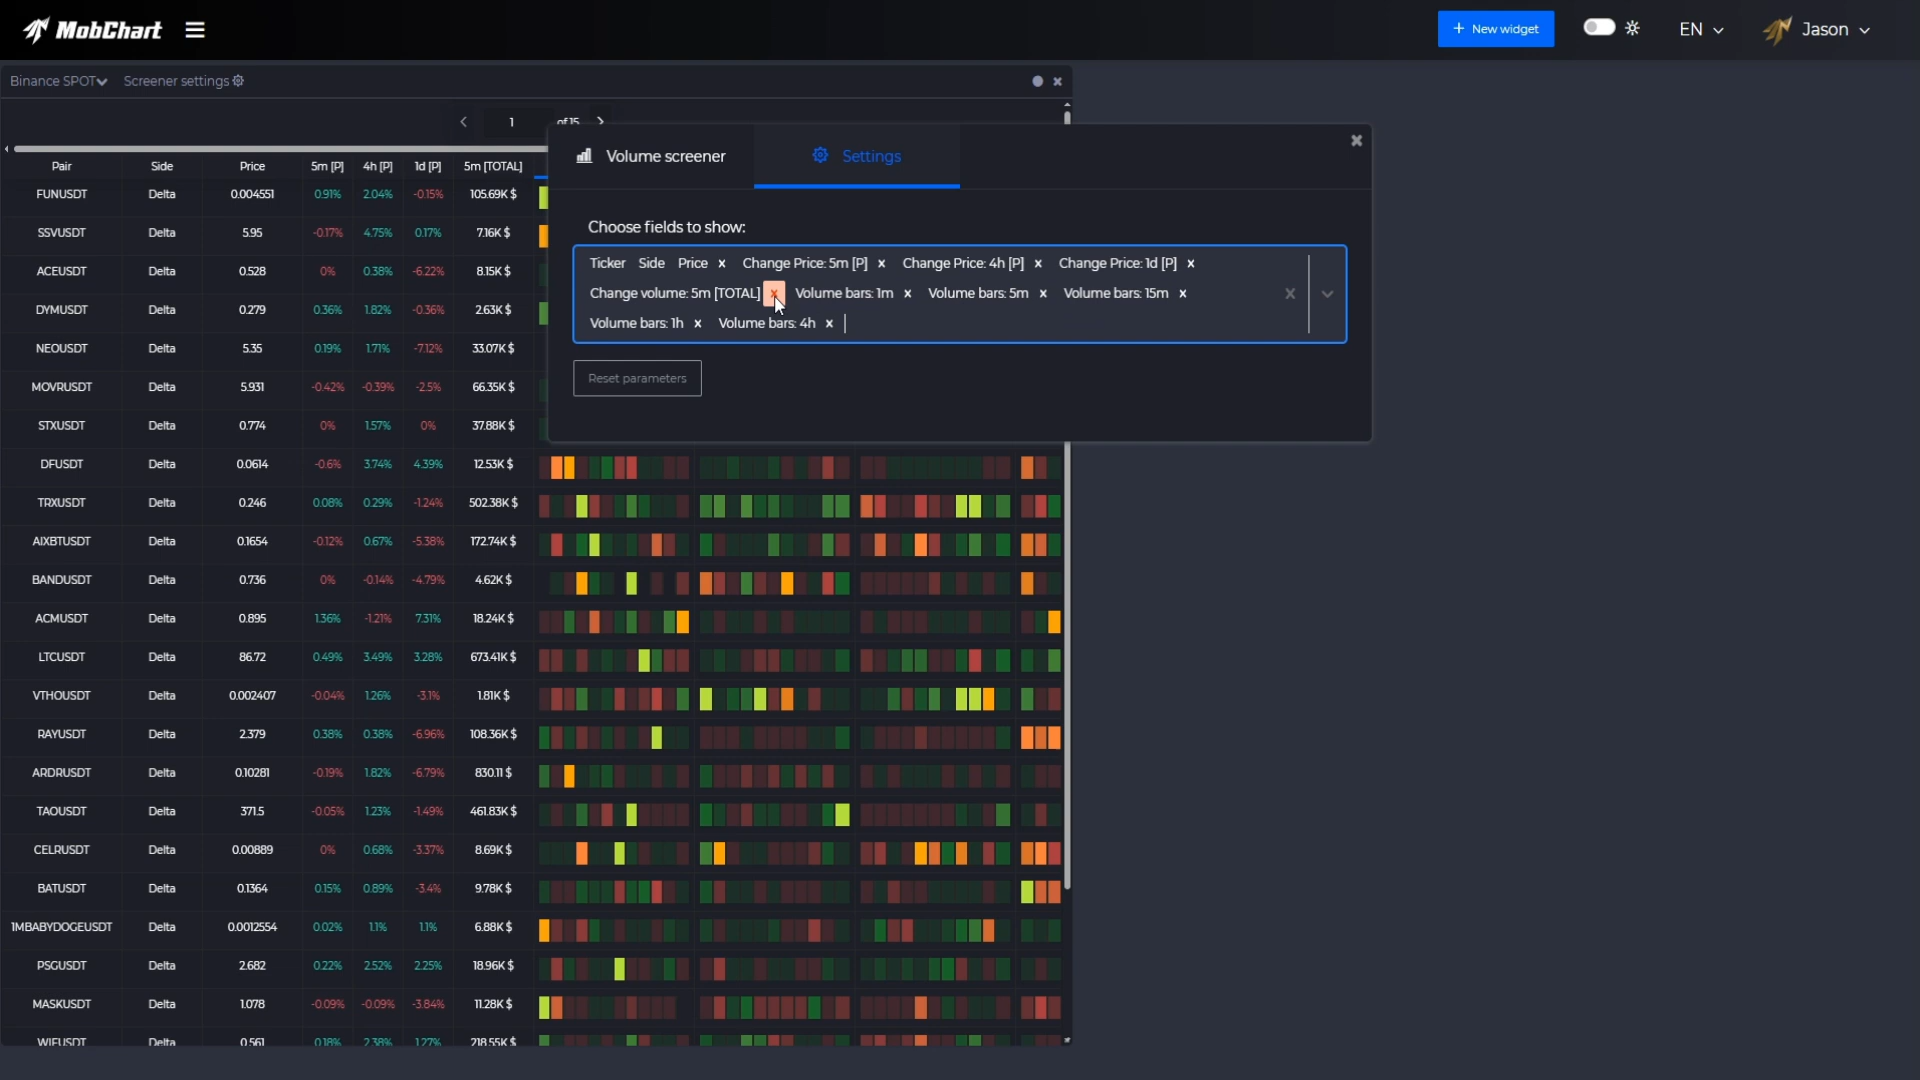 MobChart
+ New widget
EN
Jason
Binance SPOT
Screener settings
1 of 15
Pair Side Price 5m [P] 4h [P] 1d [P] 5m [TOTAL]
FUNUSDT Delta 0.004551 0.91% 2.04% -0.15% 105.69K $
SSVUSDT Delta 5.95 -0.17% 4.75% 0.17% 7.16K $
ACEUSDT Delta 0.528 0% 0.38% -6.22% 8.15K $
DYMUSDT Delta 0.279 0.36% 1.82% -0.36% 2.63K $
NEOUSDT Delta 5.35 0.19% 1.71% -7.12% 33.07K $
MOVRUSDT Delta 5.931 -0.42% -0.39% -2.5% 66.35K $
STXUSDT Delta 0.774 0% 1.57% 0% 37.88K $
DFUSDT Delta 0.0614 -0.6% 3.74% 4.39% 12.53K $
TRXUSDT Delta 0.246 0.08% 0.29% -1.24% 502.38K $
AIXBTUSDT Delta 0.1654 -0.12% 0.67% -5.38% 172.74K $
BANDUSDT Delta 0.736 0% -0.14% -4.79% 4.62K $
ACMUSDT Delta 0.895 1.36% -1.21% 7.31% 18.24K $
LTCUSDT Delta 86.72 0.49% 3.49% 3.28% 673.41K $
VTHOUSDT Delta 0.002407 -0.04% 1.26% -3.1% 1.81K $
RAYUSDT Delta 2.379 0.38% 0.38% -6.96% 108.36K $
ARDRUSDT Delta 0.10281 -0.19% 1.82% -6.79% 830.11 $
TAOUSDT Delta 371.5 -0.05% 1.23% -1.49% 461.83K $
CELRUSDT Delta 0.00889 0% 0.68% -3.37% 8.69K $
BATUSDT Delta 0.1364 0.15% 0.89% -3.4% 9.78K $
1MBABYDOGEUSDT Delta 0.0012554 0.02% 1.1% 1.1% 6.88K $
PSGUSDT Delta 2.682 0.22% 2.52% 2.25% 18.96K $
MASKUSDT Delta 1.078 -0.09% -0.09% -3.84% 11.28K $
WIFUSDT Delta 0.561 0.18% 2.38% 1.27% 218.55K $
Volume screener
Settings
Choose fields to show:
Ticker Side Price × Change Price: 5m [P] × Change Price: 4h [P] × Change Price: 1d [P] ×
Change volume: 5m [TOTAL] × Volume bars: 1m × Volume bars: 5m × Volume bars: 15m ×
Volume bars: 1h × Volume bars: 4h ×
Reset parameters